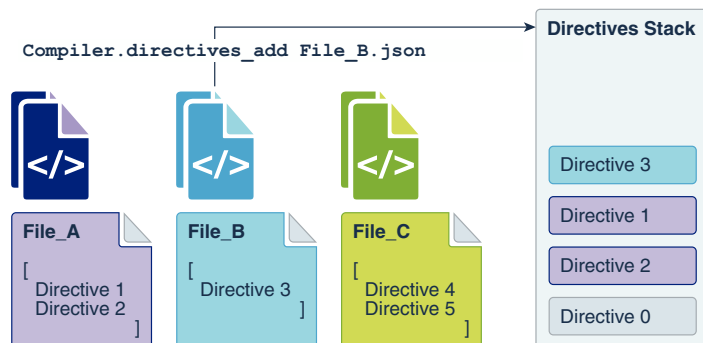 Directives Stack
Compiler.directives_add File_B.json
</>
</>
</>
Directive 3
Directive 1
Directive 2
Directive 0
File_A
[
Directive 1
Directive 2
]
File_B
[
Directive 3
]
File_C
[
Directive 4
Directive 5
]